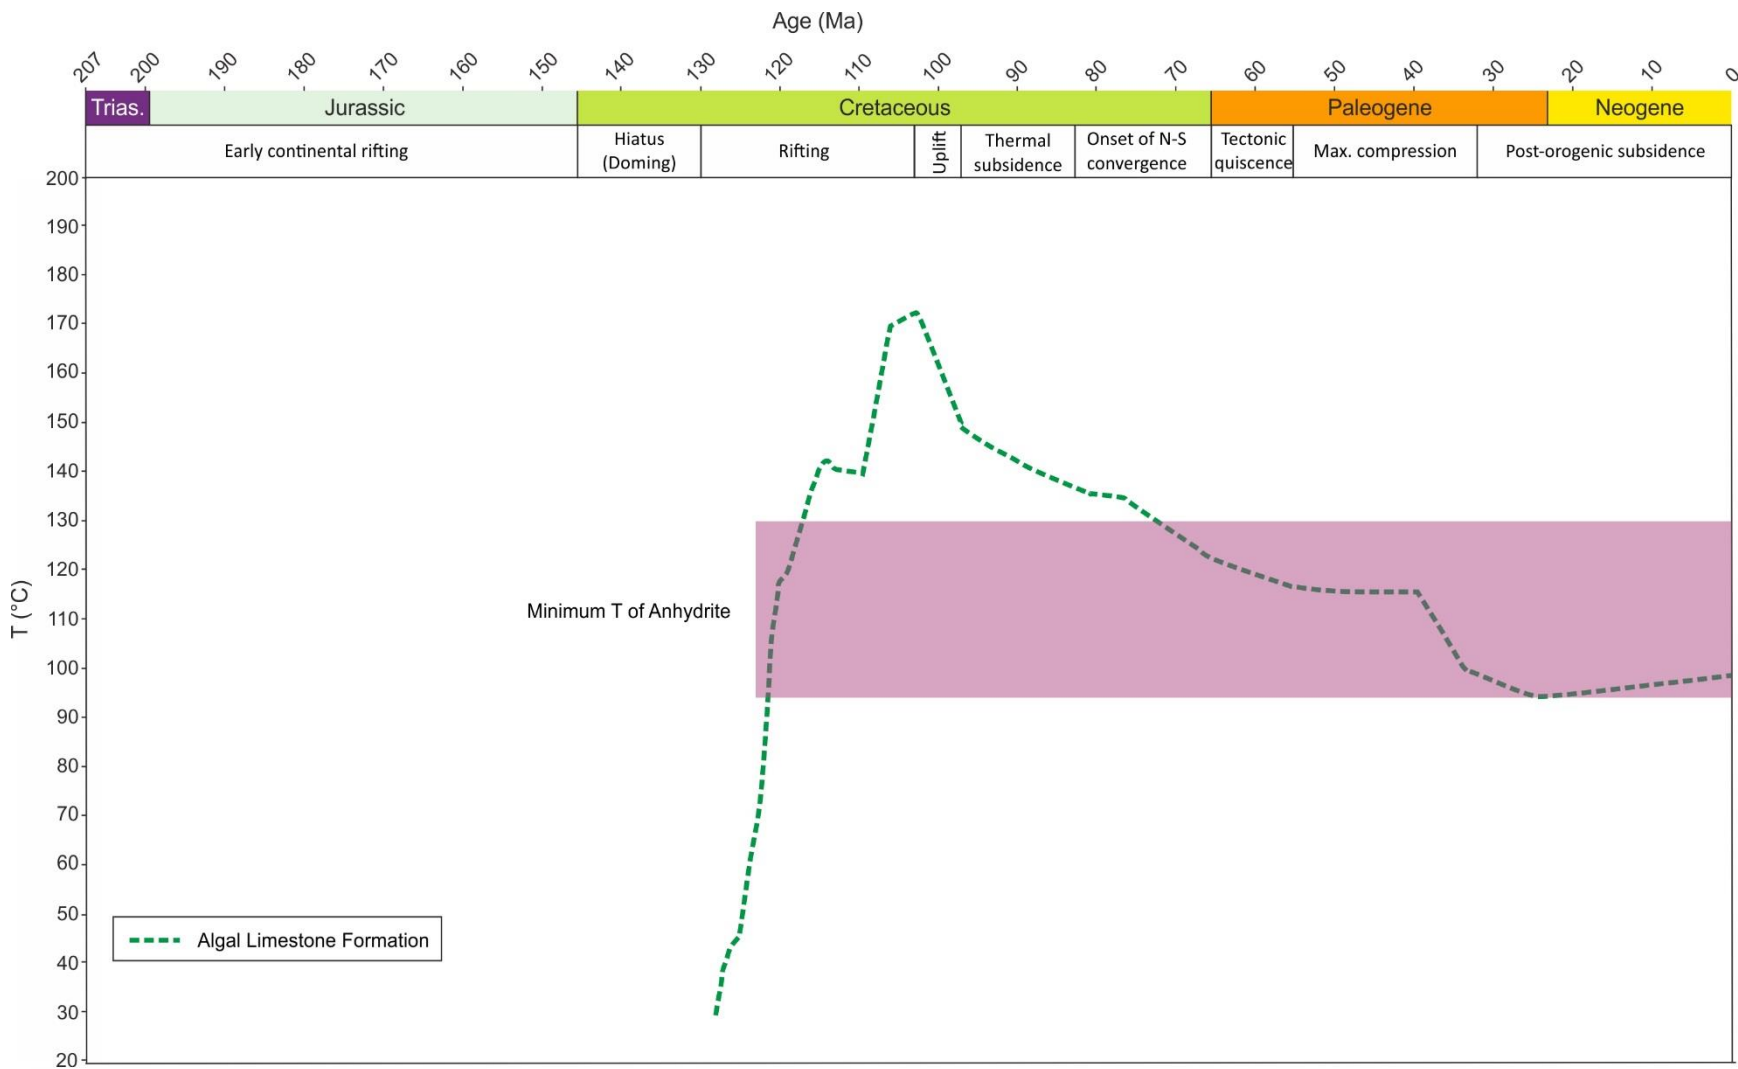 Age (Ma)
207 200 190 180 170 160 150 140 130 120 110 100 90 80 70 60 50 40 30 20 10 0
Trias. Jurassic Cretaceous Paleogene Neogene
Early continental rifting
Hiatus
(Doming)
Rifting
Uplift
Thermal
subsidence
Onset of N-S
convergence
Tectonic
quiscence
Max. compression
Post-orogenic subsidence
200
190
180
170
160
150
140
130
120
110
100
90
80
70
60
50
40
30
20
T (°C)
Minimum T of Anhydrite
Algal Limestone Formation